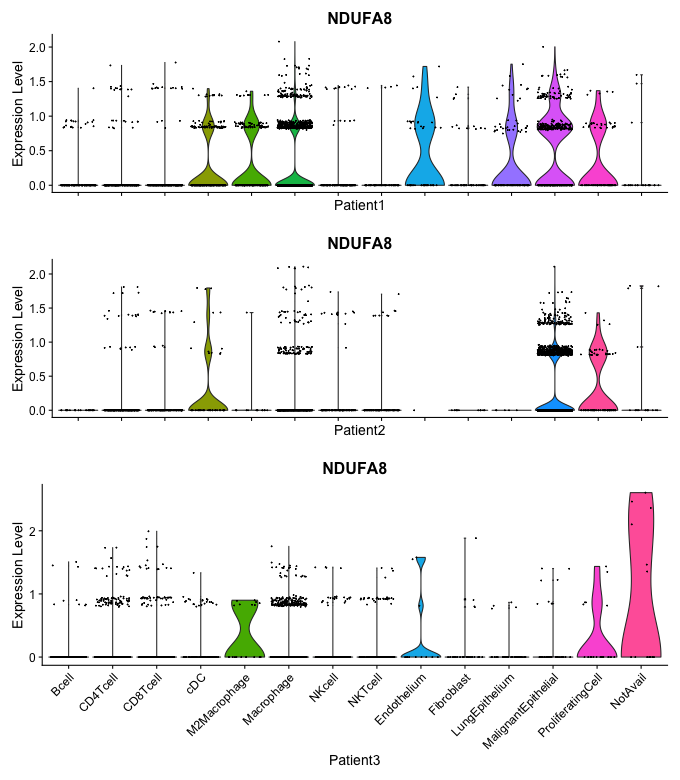 NDUFA8
Expression Level
2.0
1.5
1.0
0.5
0.0
Patient1
NDUFA8
Expression Level
2.0
1.5
1.0
0.5
0.0
Patient2
NDUFA8
Expression Level
2
1
0
Bcell
CD4Tcell
CD8Tcell
cDC
M2Macrophage
Macrophage
NKcell
NKTcell
Endothelium
Fibroblast
LungEpithelium
MalignantEpithelial
ProliferatingCell
NotAvail
Patient3